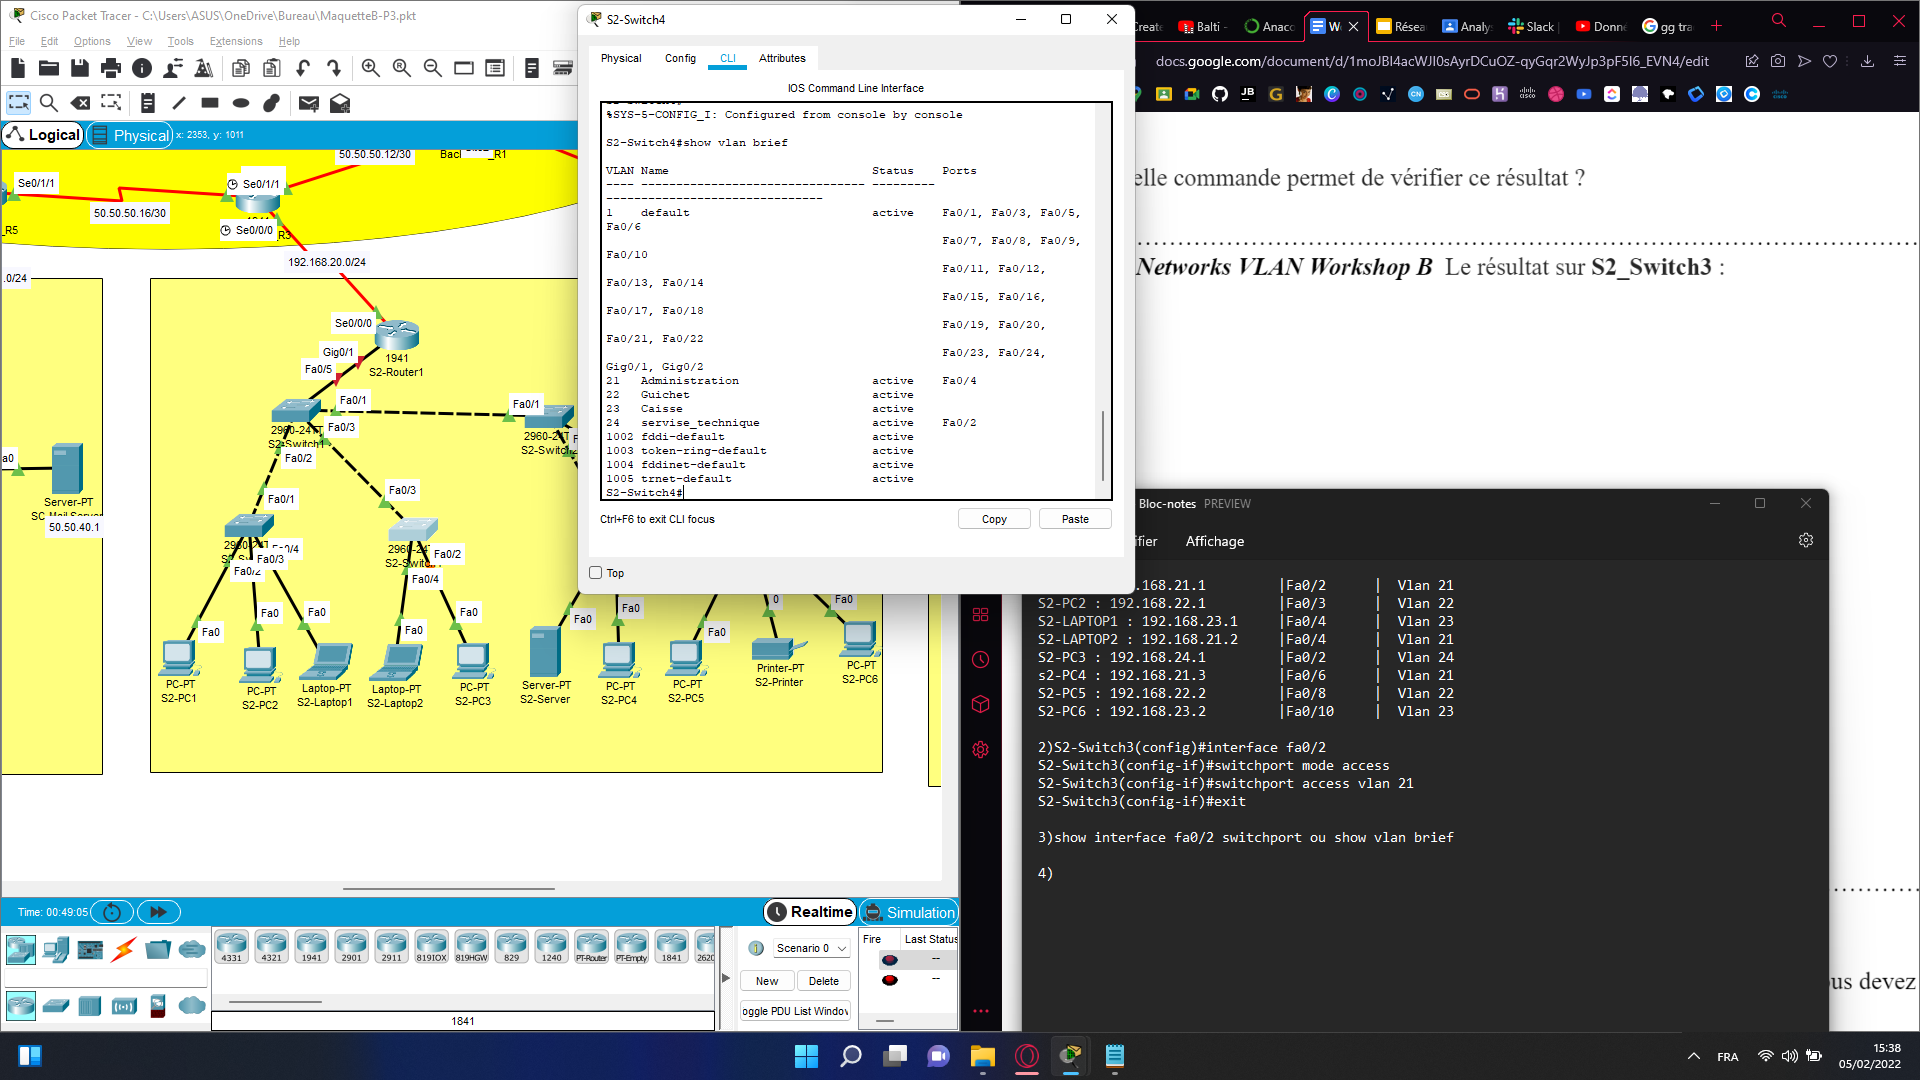 Cisco Packet Tracer - C:\Users\ASUS\OneDrive\Bureau\MaquetteB-P3.pkt
File Edit Options View Tools Extensions Help
Logical
Physical
x: 2353, y: 1011
50.50.50.12/30
Se0/1/1
Se0/1/1
50.50.50.16/30
Se0/0/0
_R5
192.168.20.0/24
.0/24
Se0/0/0
Gig0/1
1941
S2-Router1
Fa0/5
Fa0/1
Fa0/1
Fa0/3
S2-Switch1
Fa0/2
Fa0/3
Fa0/1
Server-PT
50.50.40.1
Fa0/3
Fa0/2
Fa0/2
Fa0/4
Fa0
Fa0
Fa0
Fa0
Fa0
Fa0
Fa0
Fa0
Fa0
PC-PT
S2-PC1
PC-PT
S2-PC2
Laptop-PT
S2-Laptop1
Laptop-PT
S2-Laptop2
PC-PT
S2-PC3
Server-PT
S2-Server
PC-PT
S2-PC4
PC-PT
S2-PC5
Printer-PT
S2-Printer
PC-PT
S2-PC6
Time: 00:49:05
Realtime
Simulation
4331 4321 1941 2901 2911 819IOX 819HGW 829 1240 PT-Router PT-Empty 1841 2620
1841
Scenario 0
New
Delete
oggle PDU List Window
Fire
Last Status
--
--
S2-Switch4
Physical Config CLI Attributes
IOS Command Line Interface
%SYS-5-CONFIG_I: Configured from console by console
S2-Switch4#show vlan brief
VLAN Name Status Ports
---- -------------------------------- ---------
-------------------------------
1 default active Fa0/1, Fa0/3, Fa0/5,
Fa0/6
Fa0/7, Fa0/8, Fa0/9,
Fa0/10
Fa0/11, Fa0/12,
Fa0/13, Fa0/14
Fa0/15, Fa0/16,
Fa0/17, Fa0/18
Fa0/19, Fa0/20,
Fa0/21, Fa0/22
Fa0/23, Fa0/24,
Gig0/1, Gig0/2
21 Administration active Fa0/4
22 Guichet active
23 Caisse active
24 servise_technique active Fa0/2
1002 fddi-default active
1003 token-ring-default active
1004 fddinet-default active
1005 trnet-default active
S2-Switch4#
Ctrl+F6 to exit CLI focus
Copy
Paste
Top
Create
Balti -
Anaco
W
Résea
Analys
Slack
Donné
gg tra
docs.google.com/document/d/1moJBl4acWJl0sAyrDCuOZ-qyGqr2WyJp3pF5l6_EVN4/edit
elle commande permet de vérifier ce résultat ?
Networks VLAN Workshop B Le résultat sur S2_Switch3 :
us devez
Bloc-notes PREVIEW
ifier Affichage
.168.21.1 |Fa0/2 | Vlan 21
S2-PC2 : 192.168.22.1 |Fa0/3 | Vlan 22
S2-LAPTOP1 : 192.168.23.1 |Fa0/4 | Vlan 23
S2-LAPTOP2 : 192.168.21.2 |Fa0/4 | Vlan 21
S2-PC3 : 192.168.24.1 |Fa0/2 | Vlan 24
s2-PC4 : 192.168.21.3 |Fa0/6 | Vlan 21
S2-PC5 : 192.168.22.2 |Fa0/8 | Vlan 22
S2-PC6 : 192.168.23.2 |Fa0/10 | Vlan 23
2)S2-Switch3(config)#interface fa0/2
S2-Switch3(config-if)#switchport mode access
S2-Switch3(config-if)#switchport access vlan 21
S2-Switch3(config-if)#exit
3)show interface fa0/2 switchport ou show vlan brief
4)
FRA
15:38
05/02/2022